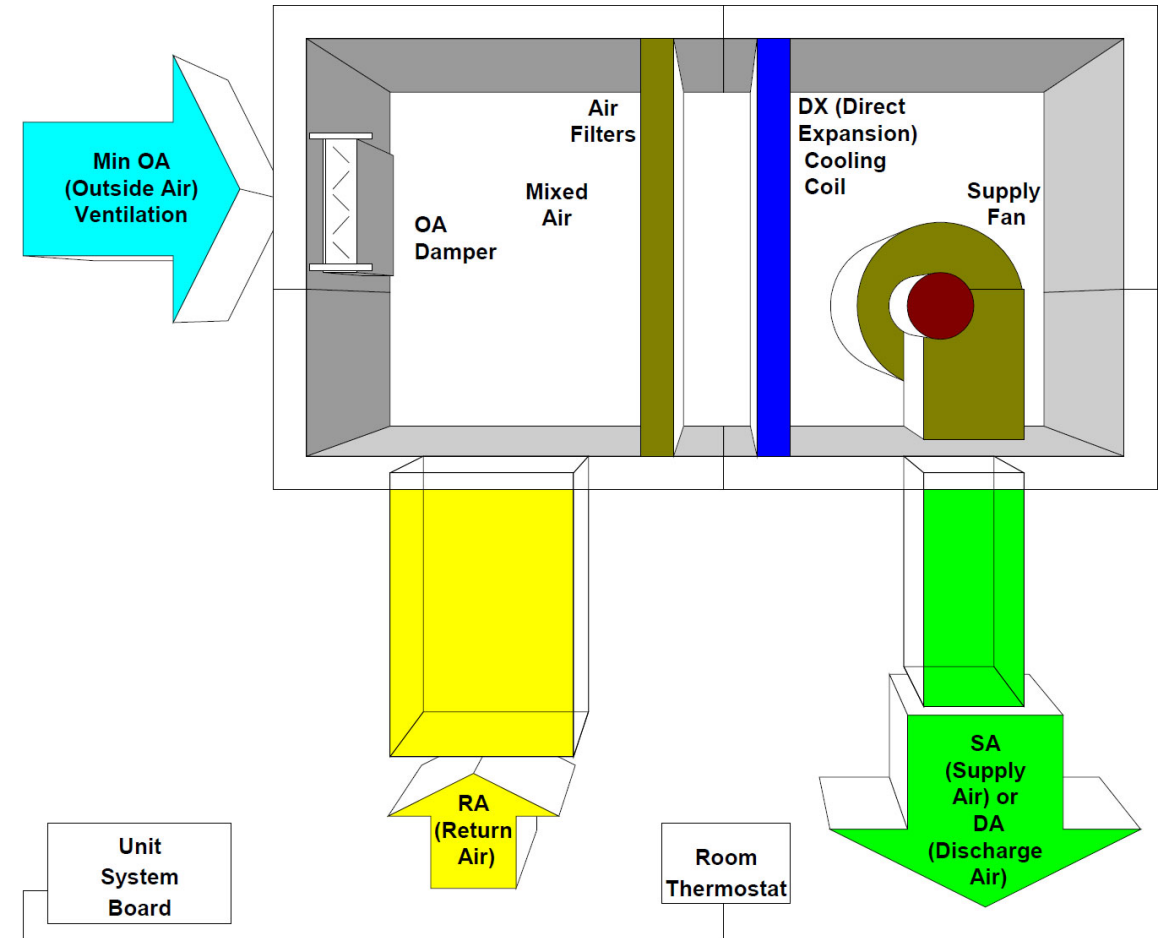 Min OA
(Outside Air)
Ventilation
OA
Damper
Mixed
Air
Air
Filters
DX (Direct
Expansion)
Cooling
Coil
Supply
Fan
RA
(Return
Air)
SA
(Supply
Air) or
DA
(Discharge
Air)
Unit
System
Board
Room
Thermostat